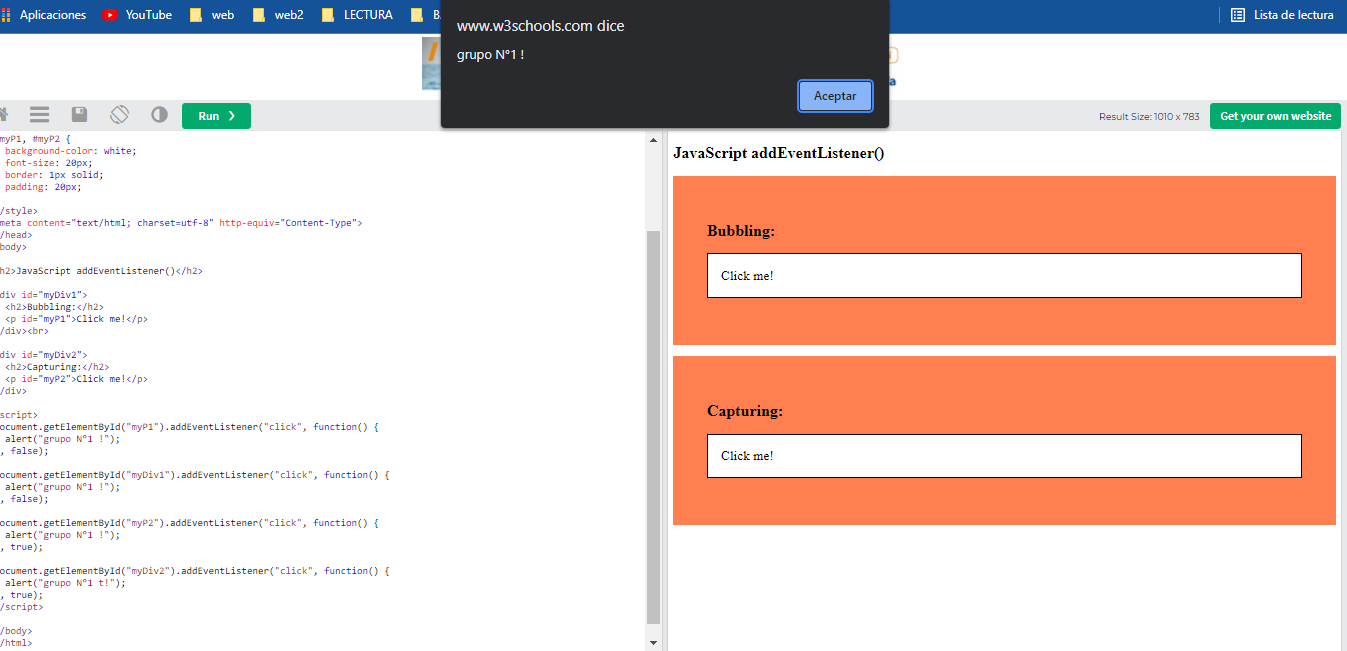 Aplicaciones YouTube web web2 LECTURA B Lista de lectura
www.w3schools.com dice
grupo N°1 !
Aceptar
a
Run ❯ Result Size: 1010 x 783 Get your own website
myP1, #myP2 {
background-color: white;
font-size: 20px;
border: 1px solid;
padding: 20px;
/style>
meta content="text/html; charset=utf-8" http-equiv="Content-Type">
/head>
body>
h2>JavaScript addEventListener()</h2>
div id="myDiv1">
<h2>Bubbling:</h2>
<p id="myP1">Click me!</p>
/div><br>
div id="myDiv2">
<h2>Capturing:</h2>
<p id="myP2">Click me!</p>
/div>
script>
ocument.getElementById("myP1").addEventListener("click", function() {
alert("grupo N°1 !");
, false);
ocument.getElementById("myDiv1").addEventListener("click", function() {
alert("grupo N°1 !");
, false);
ocument.getElementById("myP2").addEventListener("click", function() {
alert("grupo N°1 !");
, true);
ocument.getElementById("myDiv2").addEventListener("click", function() {
alert("grupo N°1 t!");
, true);
/script>
/body>
/html>
JavaScript addEventListener()
Bubbling:
Click me!
Capturing:
Click me!